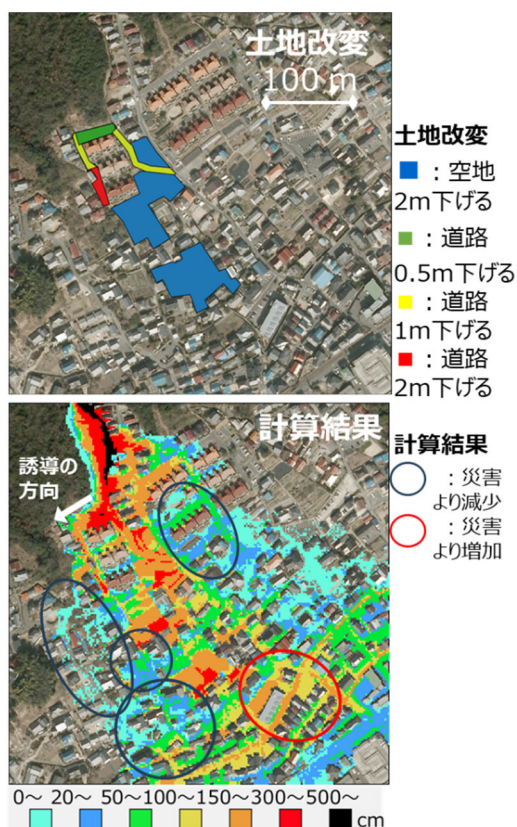 土地改変
100 m
土地改変
：空地
2m下げる
：道路
0.5m下げる
：道路
1m下げる
：道路
2m下げる
計算結果
誘導の
方向
計算結果
：災害
より減少
：災害
より増加
0～ 20～ 50～100～150～300～500～
cm